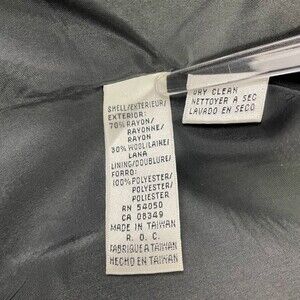 SHELL/EXTERIEUR/
EXTERIOR:
70% RAYON/
RAYONNE/
RAYON
30% WOOL/LAINE/
LANA
LINING/DOUBLURE/
FORRO:
100% POLYESTER/
POLYESTER/
POLIESTER
RN 54050
CA 08349
MADE IN TAIWAN
R. O. C.
FABRIQUE A TAIWAN
HECHO EN TAIWAN
DRY CLEAN
NETTOYER A SEC
LAVADO EN SECO